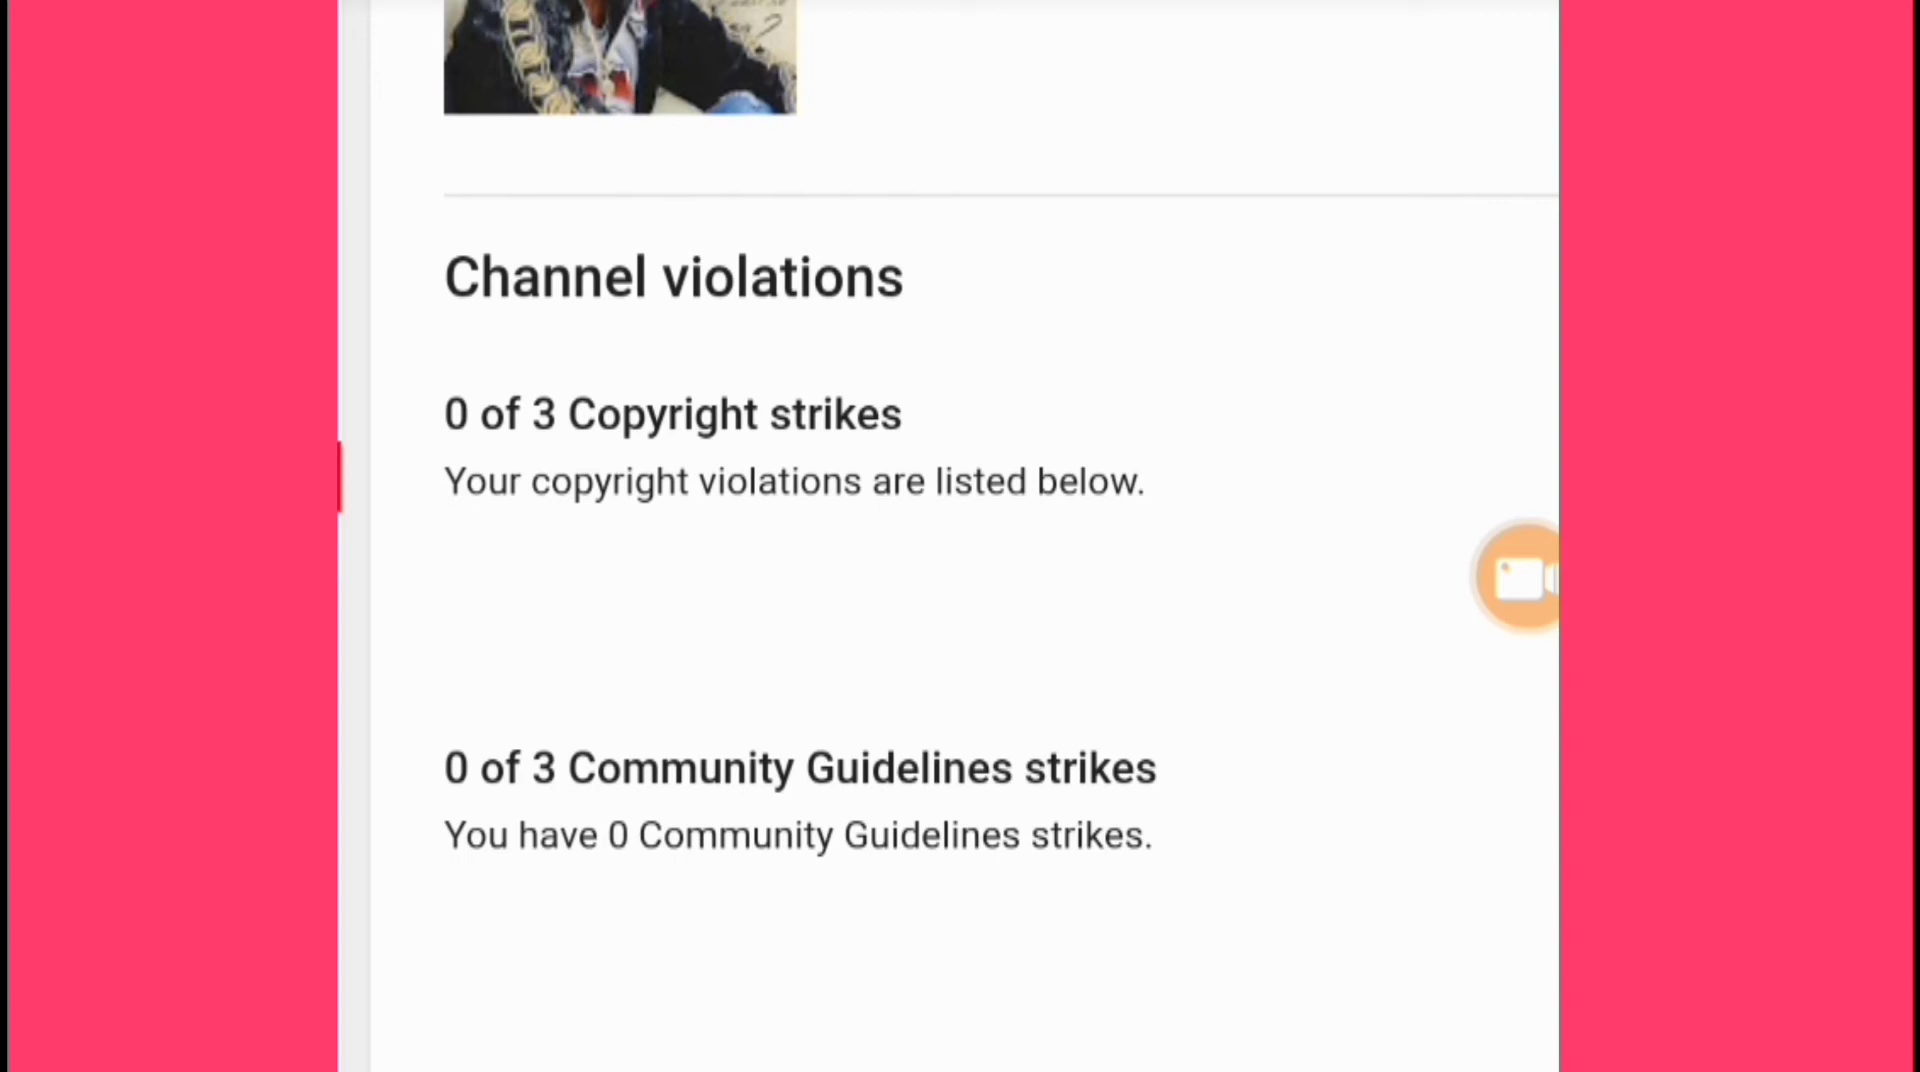 Channel violations
0 of 3 Copyright strikes
Your copyright violations are listed below.
0 of 3 Community Guidelines strikes
You have 0 Community Guidelines strikes.